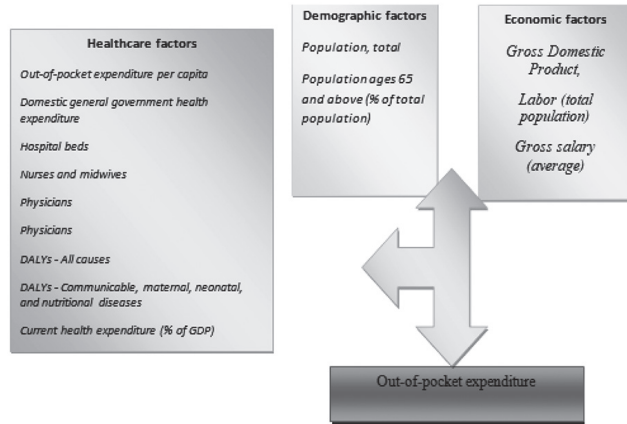 Healthcare factors
Out-of-pocket expenditure per capita
Domestic general government health
expenditure
Hospital beds
Nurses and midwives
Physicians
Physicians
DALYs - All causes
DALYs - Communicable, maternal, neonatal,
and nutritional diseases
Current health expenditure (% of GDP)
Demographic factors
Population, total
Population ages 65
and above (% of total
population)
Economic factors
Gross Domestic
Product,
Labor (total
population)
Gross salary
(average)
Out-of-pocket expenditure